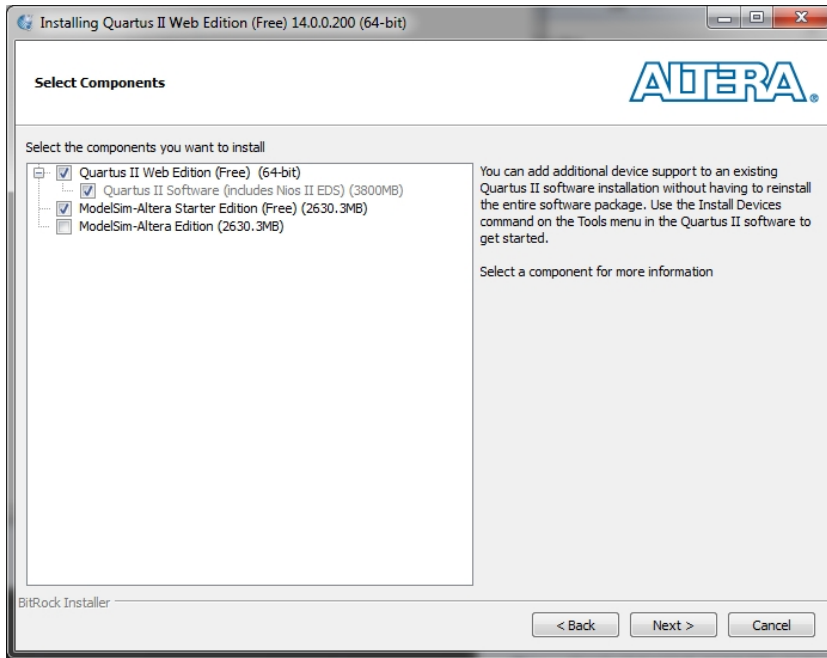 Installing Quartus II Web Edition (Free) 14.0.0.200 (64-bit)
Select Components
ALTERA®
Select the components you want to install
Quartus II Web Edition (Free) (64-bit)
Quartus II Software (includes Nios II EDS) (3800MB)
ModelSim-Altera Starter Edition (Free) (2630.3MB)
ModelSim-Altera Edition (2630.3MB)
You can add additional device support to an existing
Quartus II software installation without having to reinstall
the entire software package. Use the Install Devices
command on the Tools menu in the Quartus II software to
get started.
Select a component for more information
BitRock Installer
< Back
Next >
Cancel